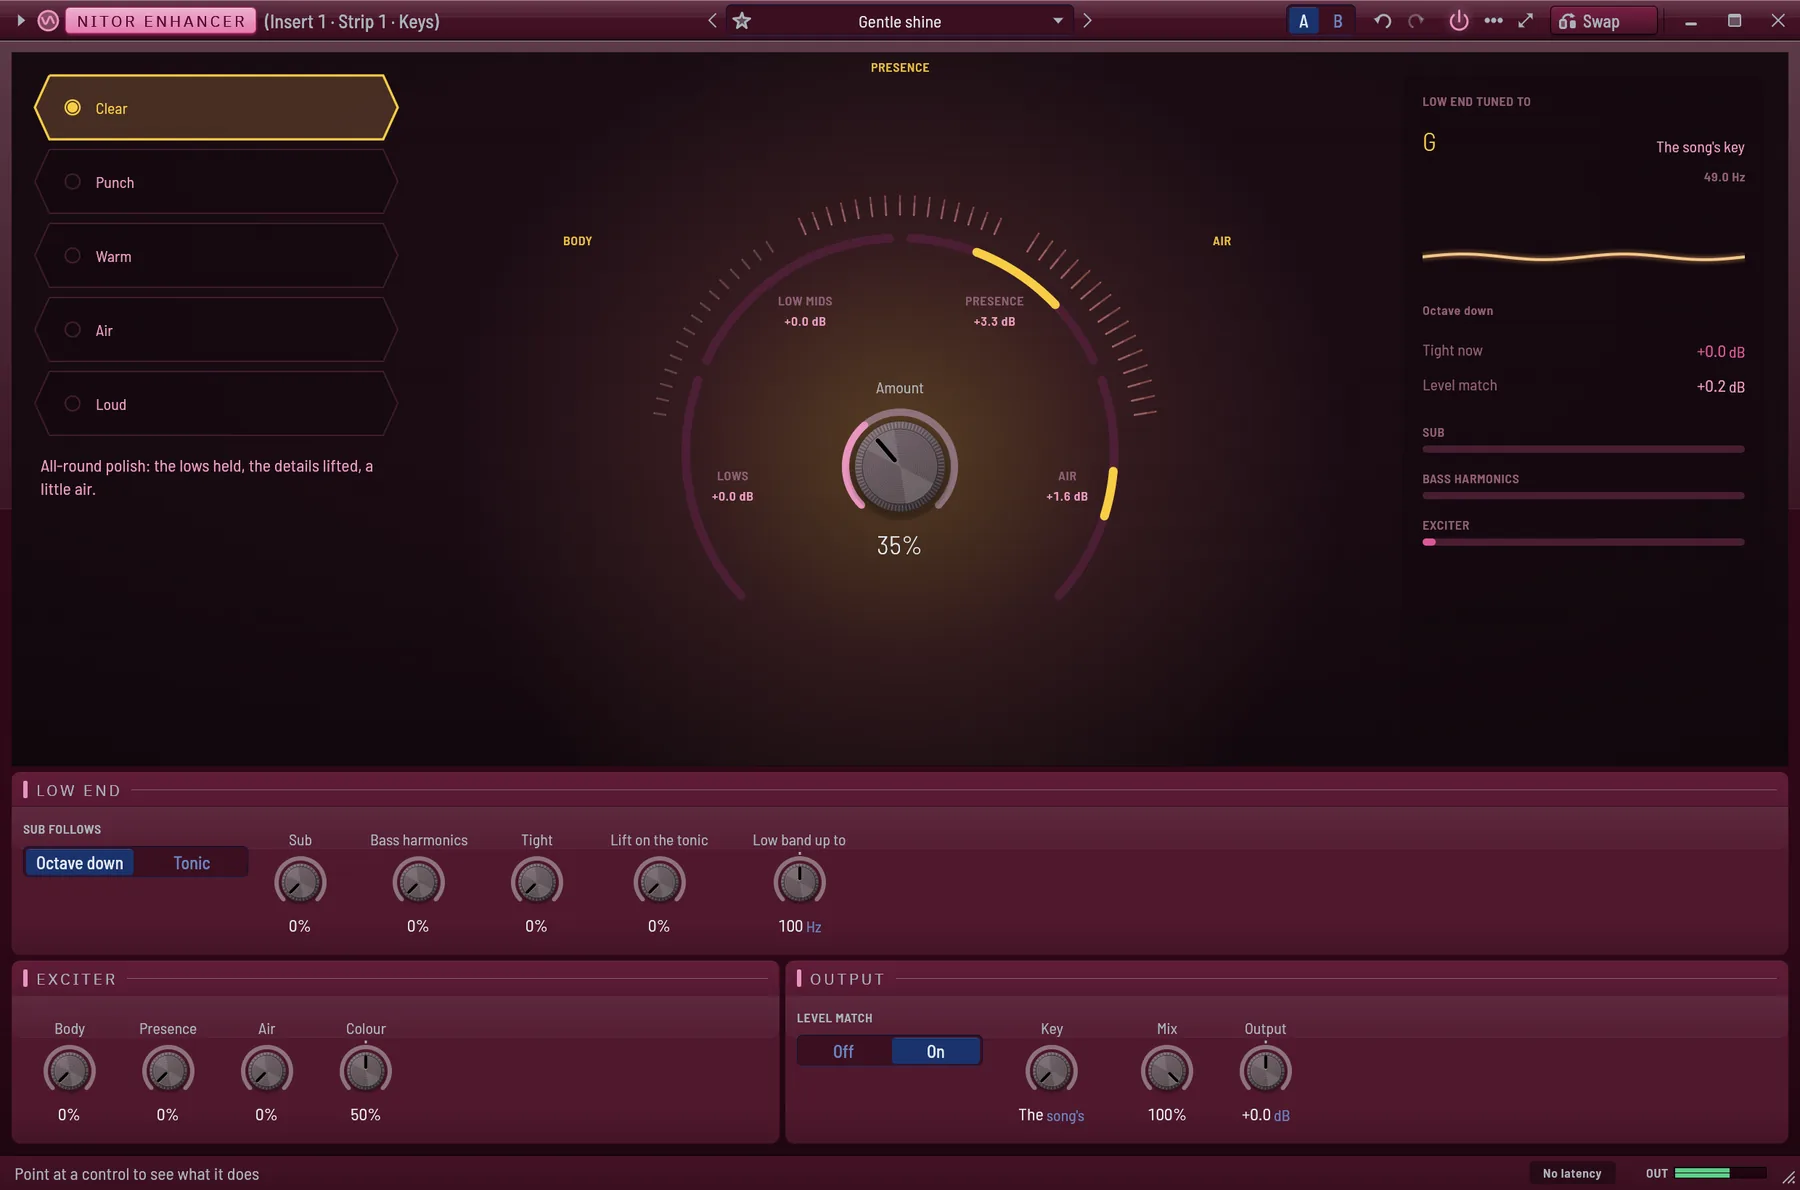 NITOR ENHANCER (Insert 1 · Strip 1 · Keys)
Gentle shine
A B
Swap
Clear
Punch
Warm
Air
Loud
All-round polish: the lows held, the details lifted, a
little air.
PRESENCE
BODY
AIR
LOW MIDS
+0.0 dB
PRESENCE
+3.3 dB
Amount
LOWS
+0.0 dB
AIR
+1.6 dB
35%
LOW END TUNED TO
G
The song's key
49.0 Hz
Octave down
Tight now +0.0 dB
Level match +0.2 dB
SUB
BASS HARMONICS
EXCITER
LOW END
SUB FOLLOWS
Octave down Tonic
Sub Bass harmonics Tight Lift on the tonic Low band up to
0% 0% 0% 0% 100 Hz
EXCITER
Body Presence Air Colour
0% 0% 0% 50%
OUTPUT
LEVEL MATCH
Off On
Key Mix Output
The song's 100% +0.0 dB
Point at a control to see what it does
No latency OUT